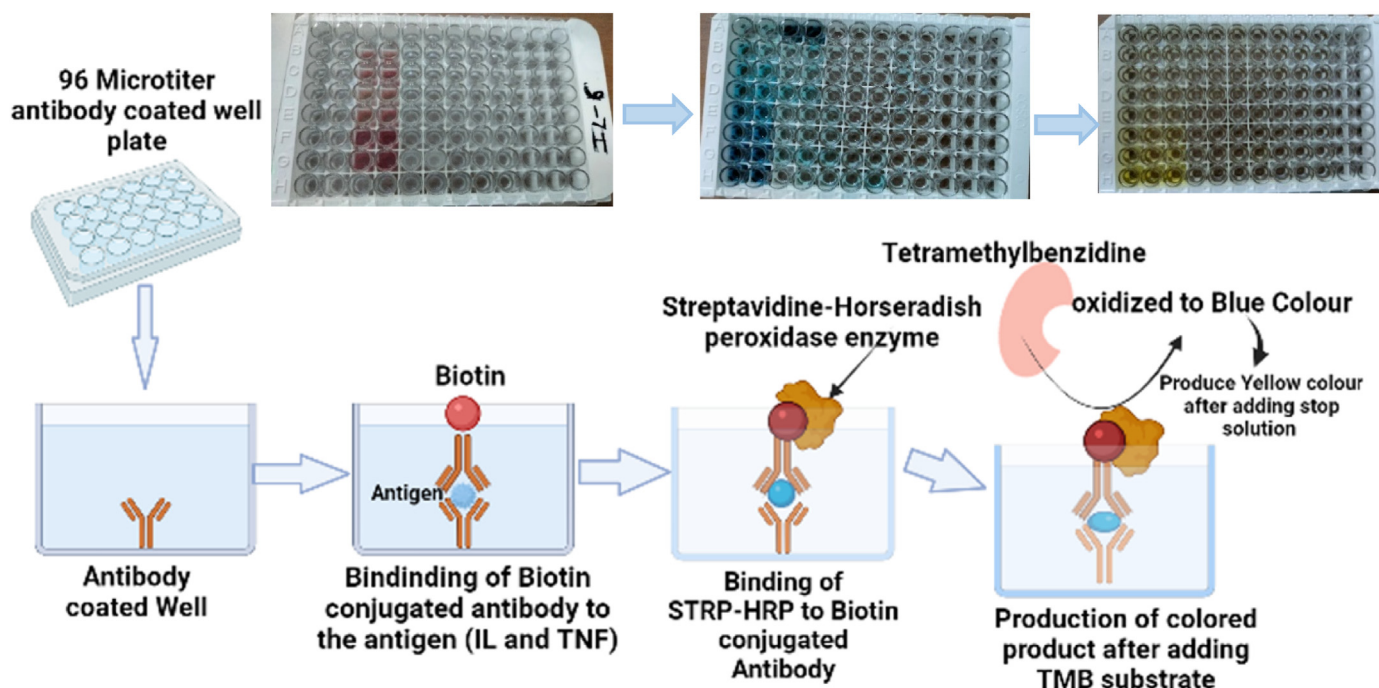 96 Microtiter
antibody coated well
plate
A
B
C
D
E
F
G
H
9-7I
Tetramethylbenzidine
oxidized to Blue Colour
Produce Yellow colour
after adding stop
solution
Streptavidine-Horseradish
peroxidase enzyme
Biotin
Antigen
Antibody
coated Well
Bindinding of Biotin
conjugated antibody to
the antigen (IL and TNF)
Binding of
STRP-HRP to Biotin
conjugated
Antibody
Production of colored
product after adding
TMB substrate